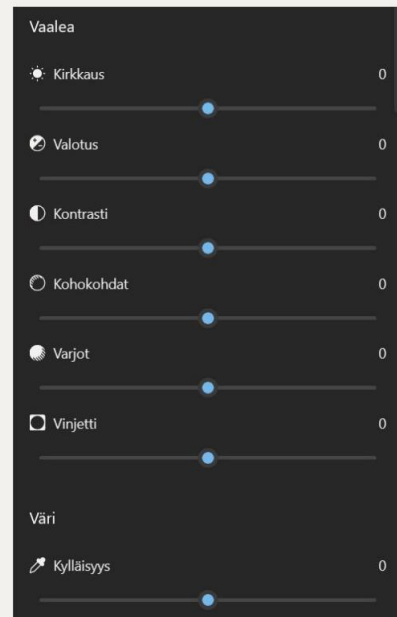 Vaalea
Kirkkaus 0
Valotus 0
Kontrasti 0
Kohokohdat 0
Varjot 0
Vinjetti 0
Väri
Kylläisyys 0